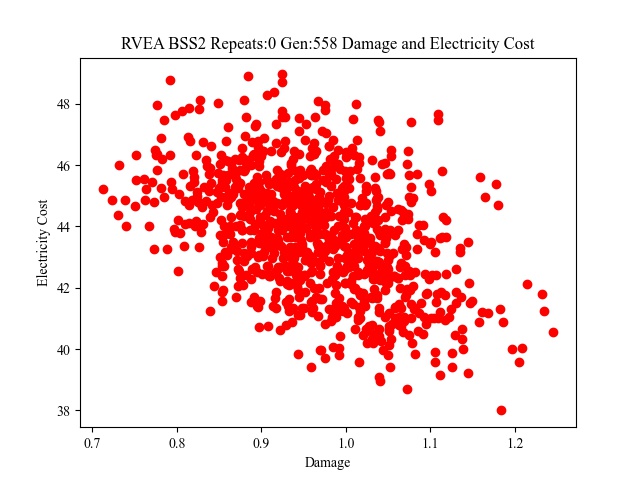 RVEA BSS2 Repeats:0 Gen:558 Damage and Electricity Cost
48
46
44
42
40
38
Electricity Cost
0.7 0.8 0.9 1.0 1.1 1.2
Damage